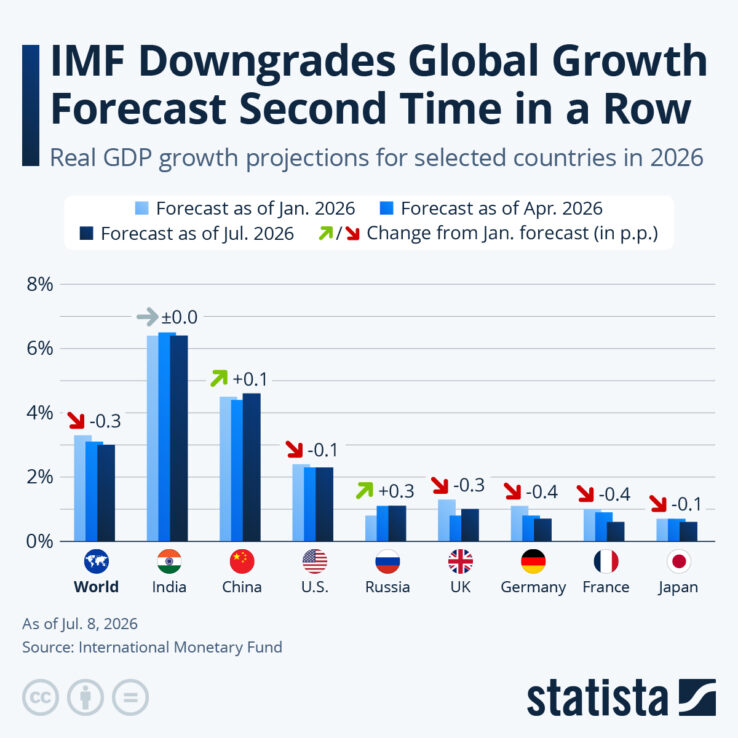 IMF Downgrades Global Growth
Forecast Second Time in a Row
Real GDP growth projections for selected countries in 2026
Forecast as of Jan. 2026 Forecast as of Apr. 2026
Forecast as of Jul. 2026 / Change from Jan. forecast (in p.p.)
8%
6%
4%
2%
0%
-0.3
±0.0
+0.1
-0.1
+0.3
-0.3
-0.4
-0.4
-0.1
World India China U.S. Russia UK Germany France Japan
As of Jul. 8, 2026
Source: International Monetary Fund
cc
statista